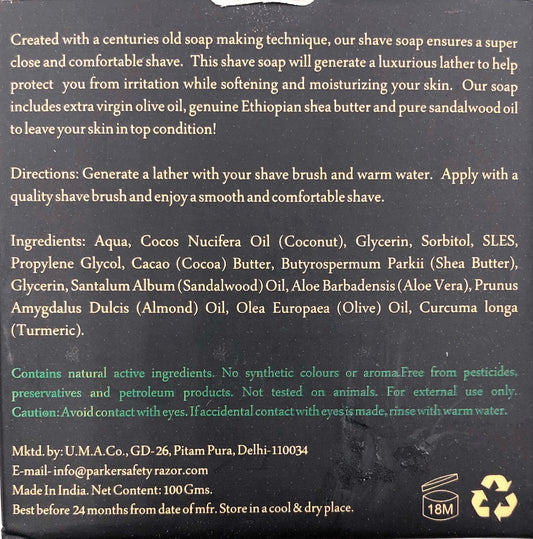 Created with a centuries old soap making technique, our shave soap ensures a super
close and comfortable shave. This shave soap will generate a luxurious lather to help
protect you from irritation while softening and moisturizing your skin. Our soap
includes extra virgin olive oil, genuine Ethiopian shea butter and pure sandalwood oil
to leave your skin in top condition!
Directions: Generate a lather with your shave brush and warm water. Apply with a
quality shave brush and enjoy a smooth and comfortable shave.
Ingredients: Aqua, Cocos Nucifera Oil (Coconut), Glycerin, Sorbitol, SLES,
Propylene Glycol, Cacao (Cocoa) Butter, Butyrospermum Parkii (Shea Butter),
Glycerin, Santalum Album (Sandalwood) Oil, Aloe Barbadensis (Aloe Vera), Prunus
Amygdalus Dulcis (Almond) Oil, Olea Europaea (Olive) Oil, Curcuma longa
(Turmeric).
Contains natural active ingredients. No synthetic colours or aroma.Free from pesticides,
preservatives and petroleum products. Not tested on animals. For external use only.
Caution: Avoid contact with eyes. If accidental contact with eyes is made, rinse with warm water.
Mktd. by: U.M.A.Co., GD-26, Pitam Pura, Delhi-110034
E-mail- info@parkersafetyrazor.com
Made In India. Net Content: 100 Gms.
Best before 24 months from date of mfr. Store in a cool & dry place.
18M